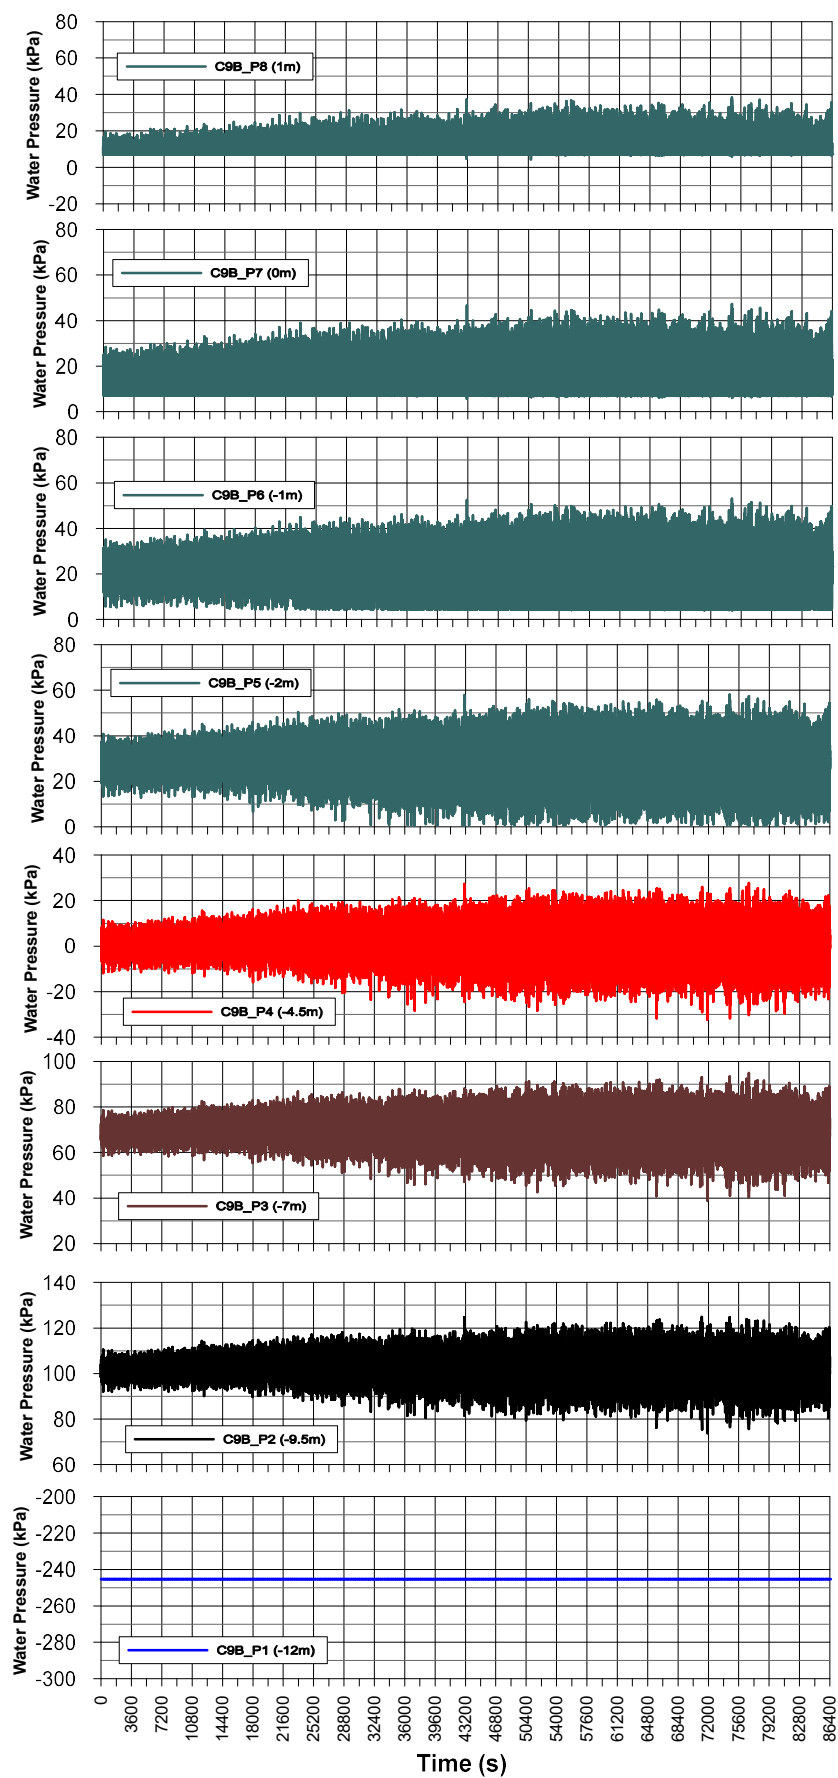 80
60
40
20
0
-20
Water Pressure (kPa)
C9B_P8 (1m)
80
60
40
20
0
Water Pressure (kPa)
C9B_P7 (0m)
80
60
40
20
0
Water Pressure (kPa)
C9B_P6 (-1m)
80
60
40
20
0
Water Pressure (kPa)
C9B_P5 (-2m)
40
20
0
-20
-40
Water Pressure (kPa)
C9B_P4 (-4.5m)
100
80
60
40
20
Water Pressure (kPa)
C9B_P3 (-7m)
140
120
100
80
60
Water Pressure (kPa)
C9B_P2 (-9.5m)
-200
-220
-240
-260
-280
-300
Water Pressure (kPa)
C9B_P1 (-12m)
0 3600 7200 10800 14400 18000 21600 25200 28800 32400 36000 39600 43200 46800 50400 54000 57600 61200 64800 68400 72000 75600 79200 82800 86400
Time (s)